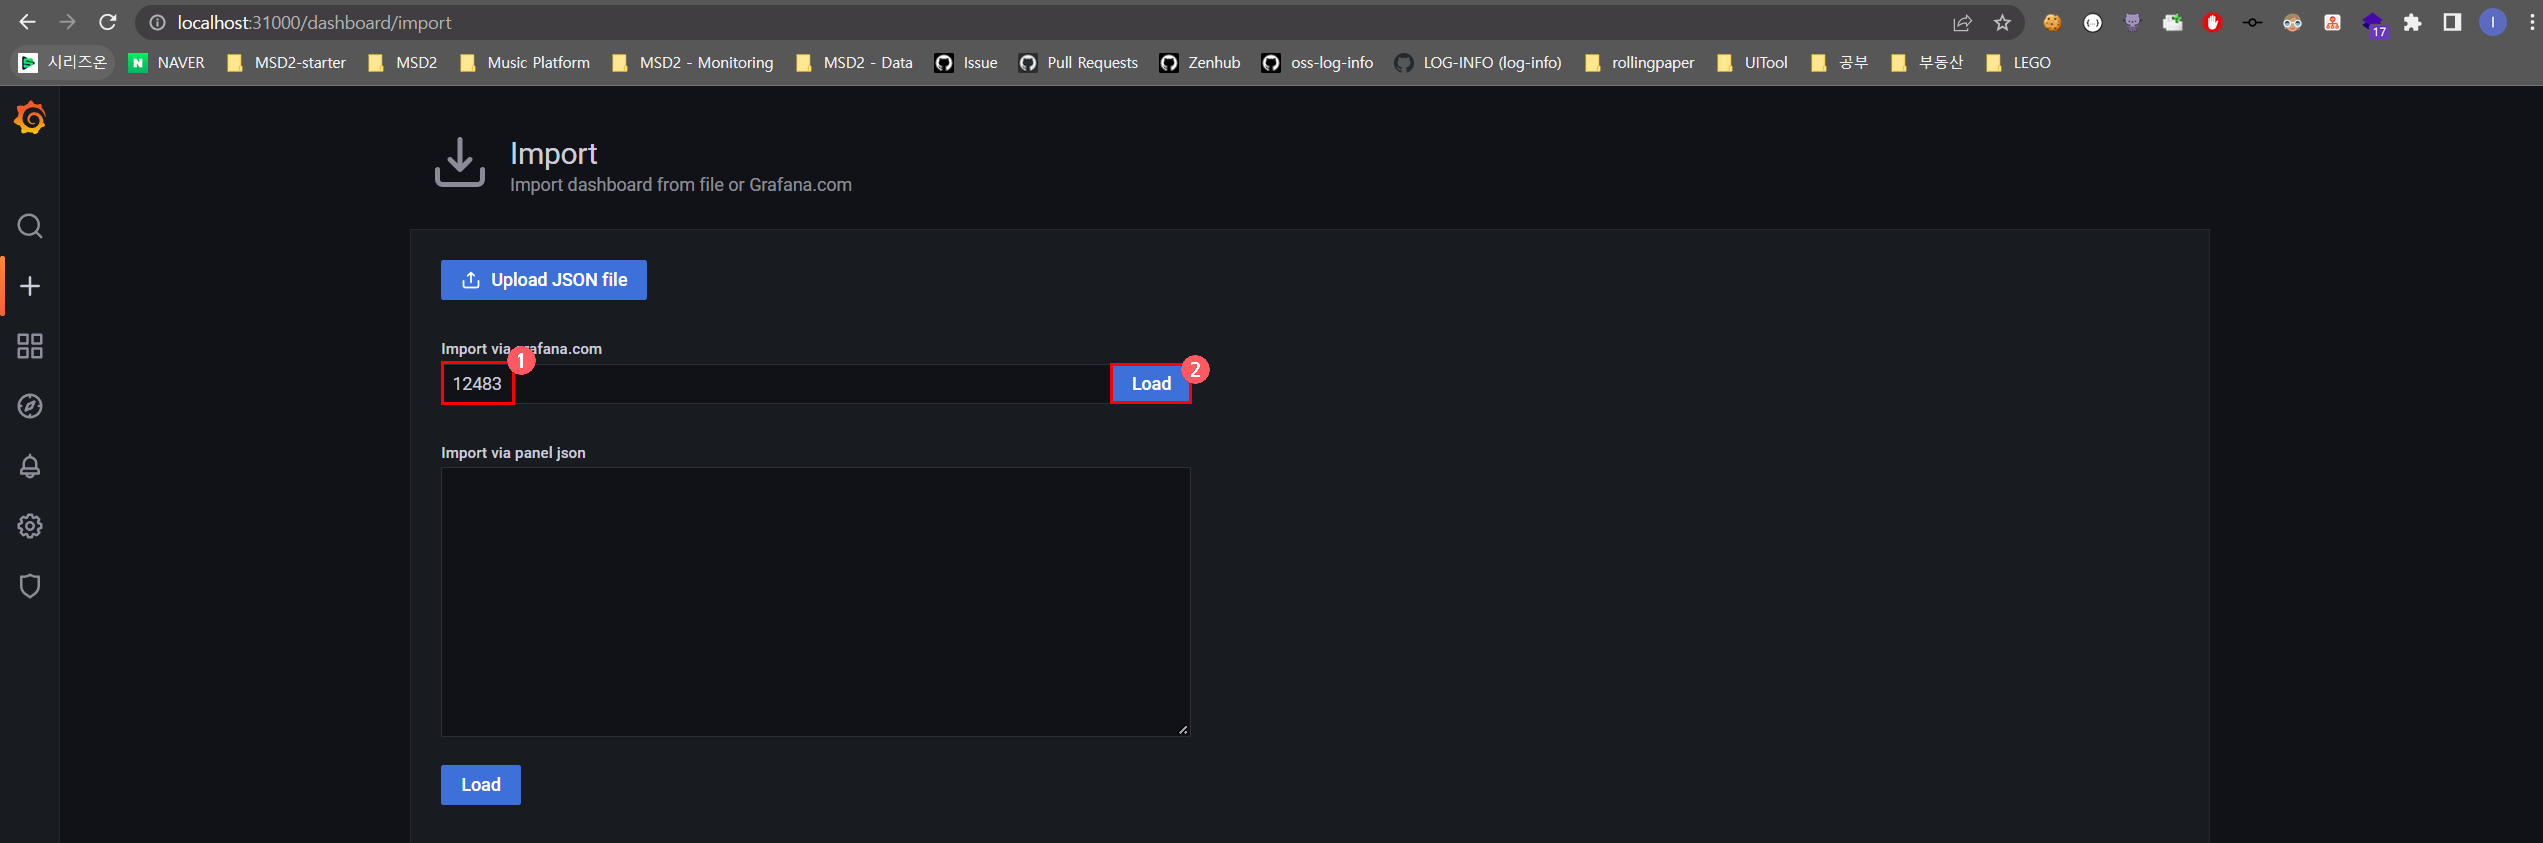 localhost:31000/dashboard/import
17
I
시리즈온 NAVER MSD2-starter MSD2 Music Platform MSD2 - Monitoring MSD2 - Data Issue Pull Requests Zenhub oss-log-info LOG-INFO (log-info) rollingpaper UITool 공부 부동산 LEGO
Import
Import dashboard from file or Grafana.com
Upload JSON file
Import via grafana.com
1
12483
Load
2
Import via panel json
Load